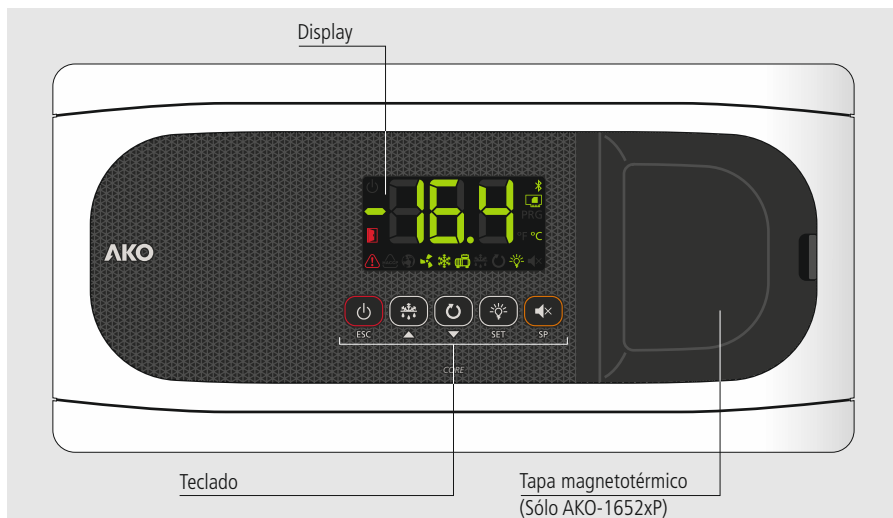 Display
-16.4
PRG
°F °C
AKO
ESC
SET
SP
CORE
Teclado
Tapa magnetotérmico
(Sólo AKO-1652xP)